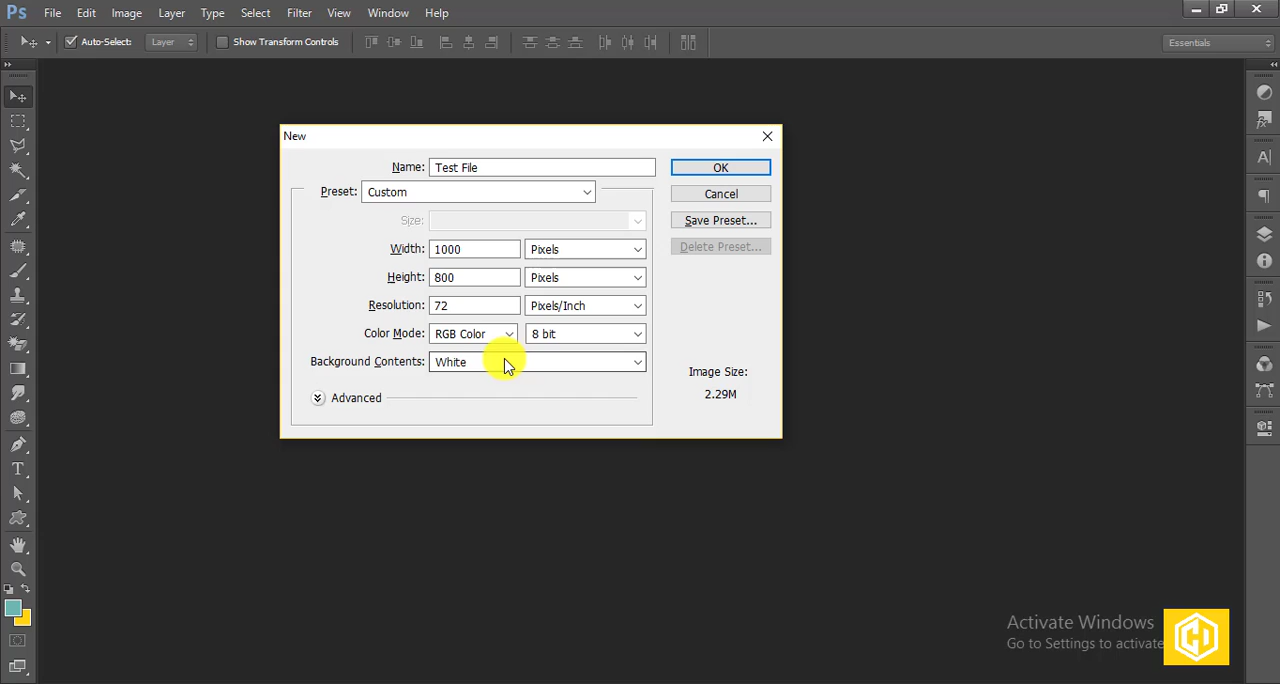 Ps File Edit Image Layer Type Select Filter View Window Help
Auto-Select: Layer Show Transform Controls Essentials
New
Name: Test File OK
Preset: Custom Cancel
Size: Save Preset...
Width: 1000 Pixels Delete Preset...
Height: 800 Pixels
Resolution: 72 Pixels/Inch
Color Mode: RGB Color 8 bit
Background Contents: White Image Size:
2.29M
Advanced
Activate Windows
Go to Settings to activate